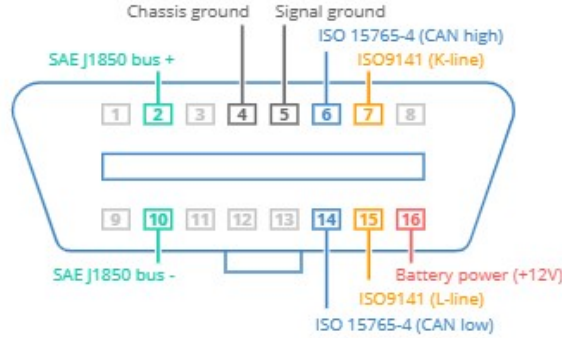 Chassis ground Signal ground
ISO 15765-4 (CAN high)
SAE J1850 bus + ISO9141 (K-line)
1 2 3 4 5 6 7 8
9 10 11 12 13 14 15 16
SAE J1850 bus - Battery power (+12V)
ISO9141 (L-line)
ISO 15765-4 (CAN low)